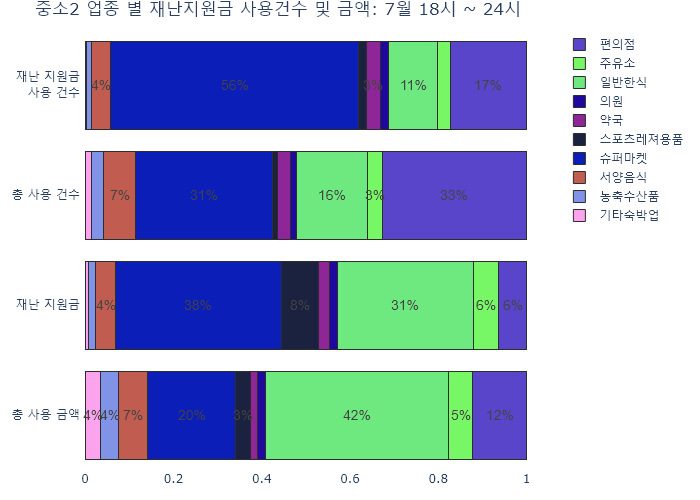 중소2 업종 별 재난지원금 사용건수 및 금액: 7월 18시 ~ 24시
재난 지원금
사용 건수
4%
56%
3%
11%
17%
총 사용 건수
7%
31%
16%
3%
33%
재난 지원금
4%
38%
8%
31%
6%
6%
총 사용 금액
4%
4%
7%
20%
3%
42%
5%
12%
0
0.2
0.4
0.6
0.8
1
편의점
주유소
일반한식
의원
약국
스포츠레져용품
슈퍼마켓
서양음식
농축수산품
기타숙박업